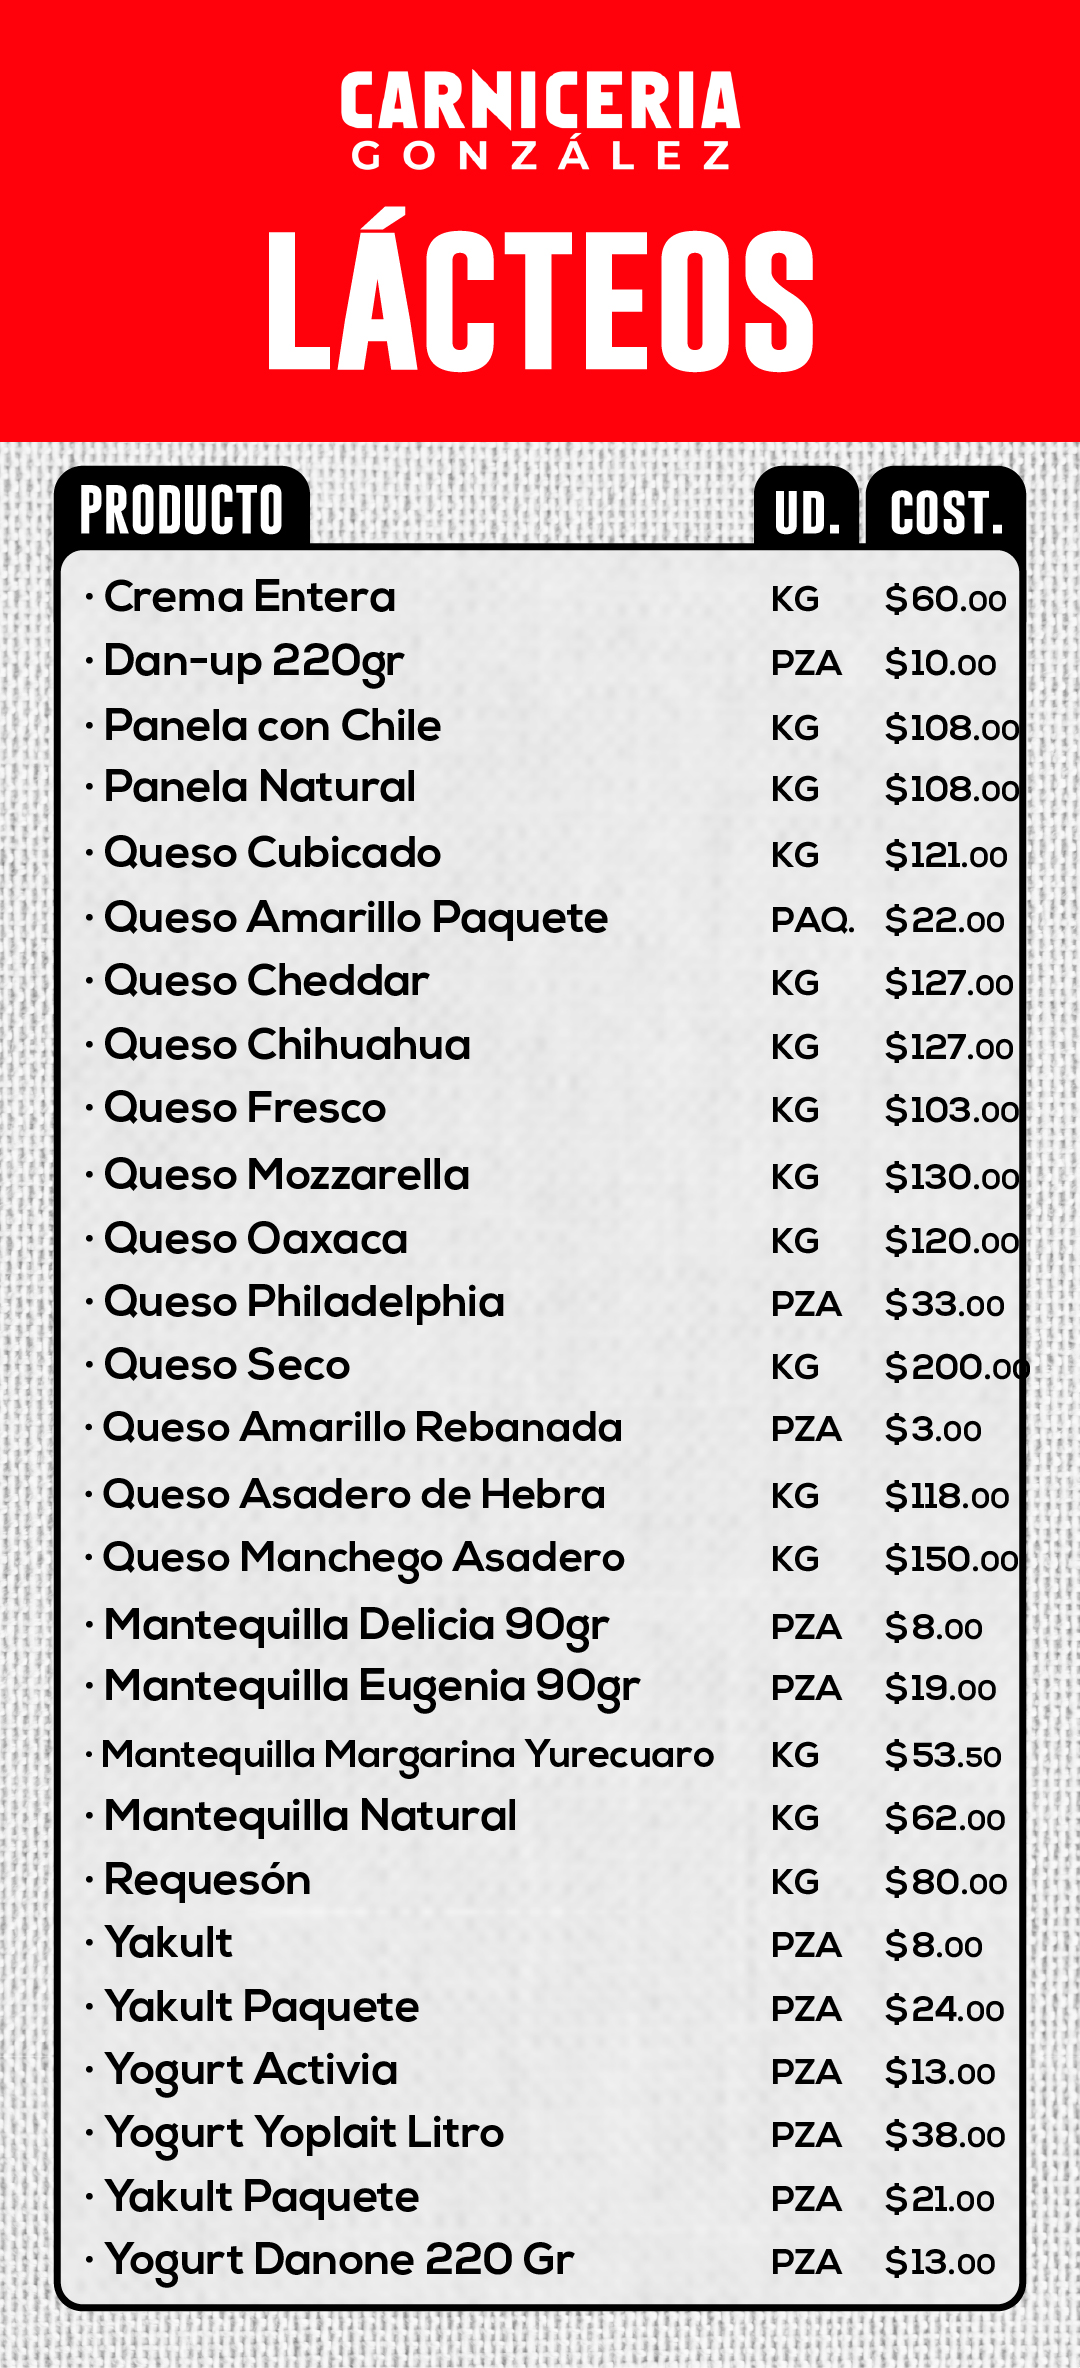 CARNICERIA
GONZÁLEZ
LÁCTEOS
PRODUCTO UD. COST.
· Crema Entera KG $60.00
· Dan-up 220gr PZA $10.00
· Panela con Chile KG $108.00
· Panela Natural KG $108.00
· Queso Cubicado KG $121.00
· Queso Amarillo Paquete PAQ. $22.00
· Queso Cheddar KG $127.00
· Queso Chihuahua KG $127.00
· Queso Fresco KG $103.00
· Queso Mozzarella KG $130.00
· Queso Oaxaca KG $120.00
· Queso Philadelphia PZA $33.00
· Queso Seco KG $200.00
· Queso Amarillo Rebanada PZA $3.00
· Queso Asadero de Hebra KG $118.00
· Queso Manchego Asadero KG $150.00
· Mantequilla Delicia 90gr PZA $8.00
· Mantequilla Eugenia 90gr PZA $19.00
· Mantequilla Margarina Yurecuaro KG $53.50
· Mantequilla Natural KG $62.00
· Requesón KG $80.00
· Yakult PZA $8.00
· Yakult Paquete PZA $24.00
· Yogurt Activia PZA $13.00
· Yogurt Yoplait Litro PZA $38.00
· Yakult Paquete PZA $21.00
· Yogurt Danone 220 Gr PZA $13.00